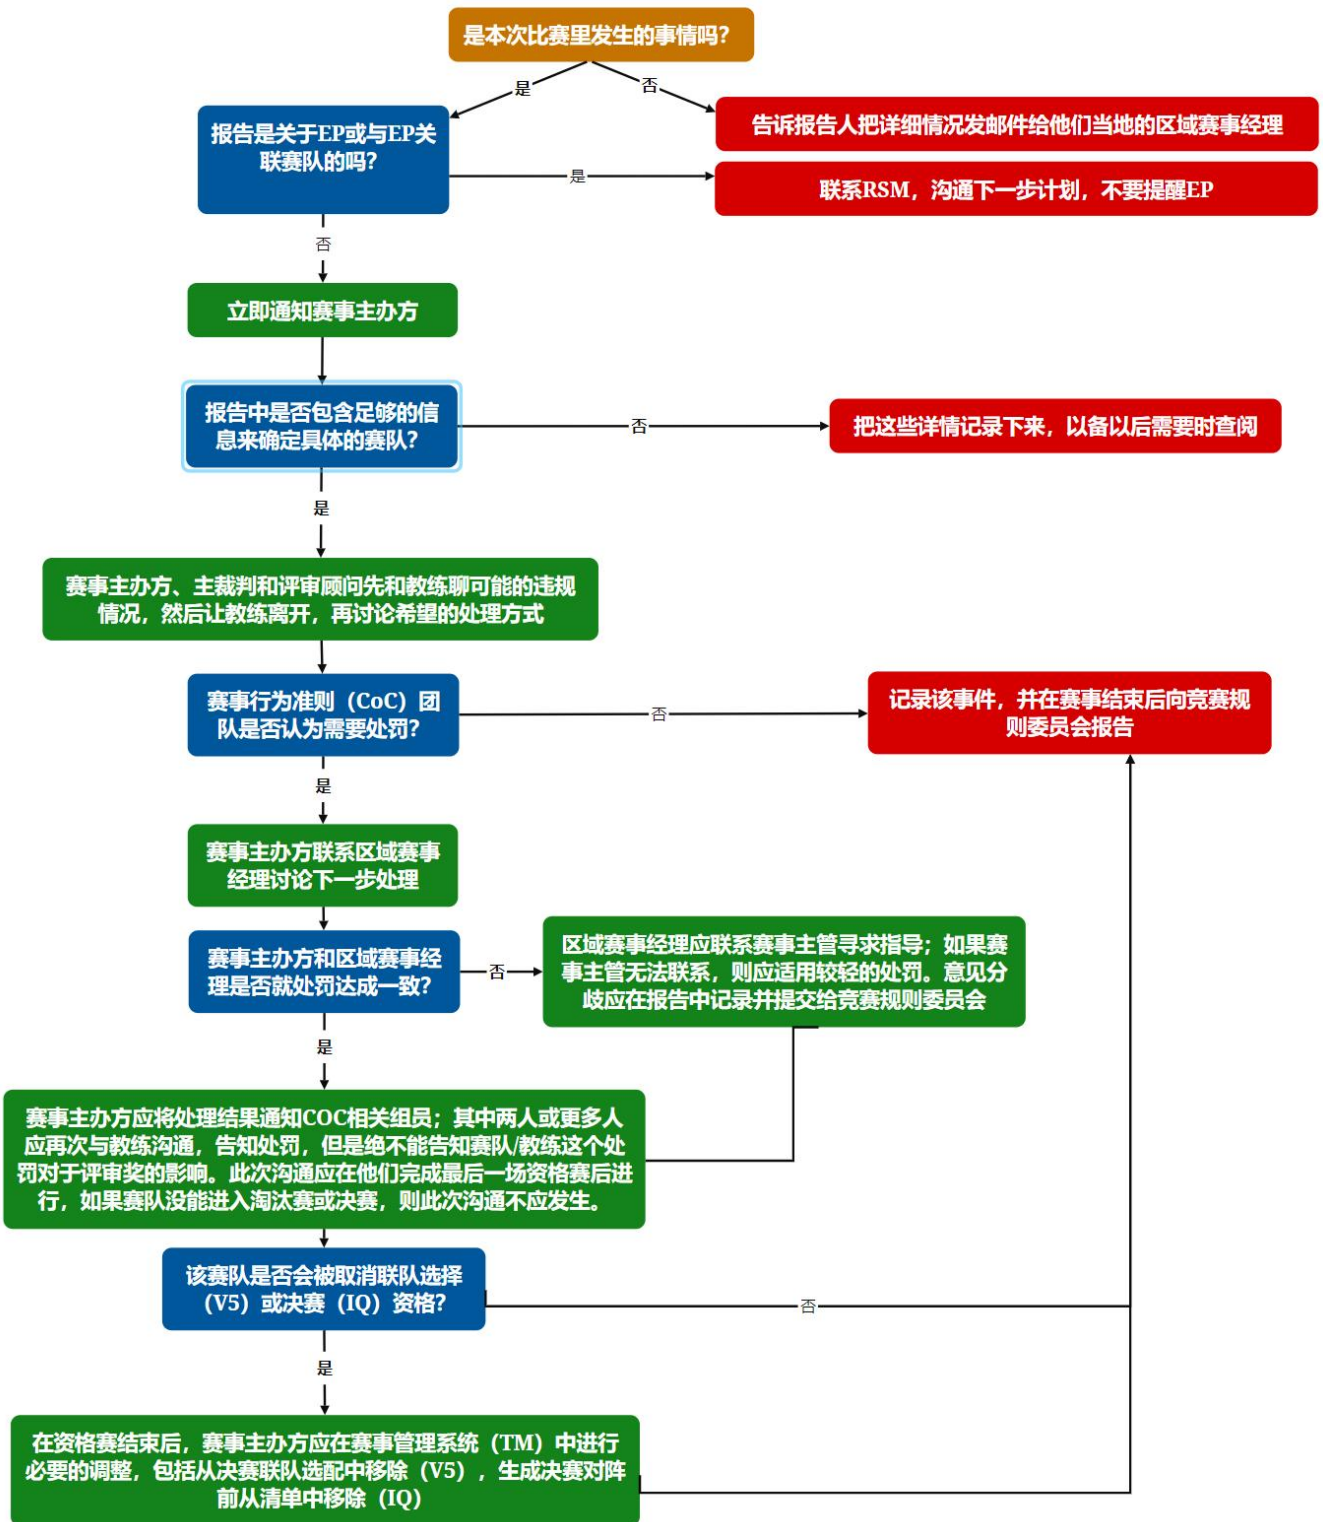 是本次比赛里发生的事情吗？
是
否
报告是关于EP或与EP关
联赛队的吗？
告诉报告人把详细情况发邮件给他们当地的区域赛事经理
是
联系RSM，沟通下一步计划，不要提醒EP
否
立即通知赛事主办方
报告中是否包含足够的信
息来确定具体的赛队？
否
把这些详情记录下来，以备以后需要时查阅
是
赛事主办方、主裁判和评审顾问先和教练聊可能的违规
情况，然后让教练离开，再讨论希望的处理方式
赛事行为准则（CoC）团
队是否认为需要处罚？
否
记录该事件，并在赛事结束后向竞赛规
则委员会报告
是
赛事主办方联系区域赛事
经理讨论下一步处理
赛事主办方和区域赛事经
理是否就处罚达成一致？
否
区域赛事经理应联系赛事主管寻求指导；如果赛
事主管无法联系，则应适用较轻的处罚。意见分
歧应在报告中记录并提交给竞赛规则委员会
是
赛事主办方应将处理结果通知COC相关组员；其中两人或更多人
应再次与教练沟通，告知处罚，但是绝不能告知赛队/教练这个处
罚对于评审奖的影响。此次沟通应在他们完成最后一场资格赛后进
行，如果赛队没能进入淘汰赛或决赛，则此次沟通不应发生。
该赛队是否会被取消联队选择
（V5）或决赛（IQ）资格？
否
是
在资格赛结束后，赛事主办方应在赛事管理系统（TM）中进行
必要的调整，包括从决赛联队选配中移除（V5），生成决赛对阵
前从清单中移除（IQ）